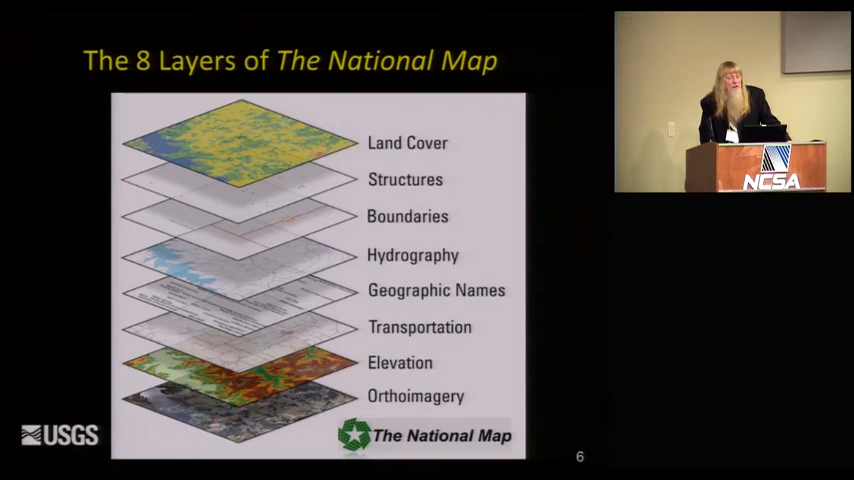 The 8 Layers of The National Map
Land Cover
Structures
Boundaries
Hydrography
Geographic Names
Transportation
Elevation
Orthoimagery
The National Map
USGS
6
NCSA